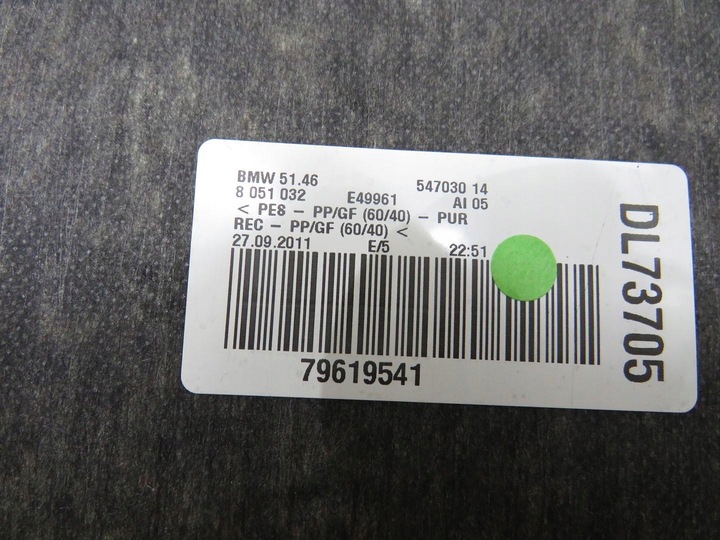 BMW 51.46 547030 14
8 051 032 E49961 AI 05
< PES - PP/GF (60/40) - PUR
REC - PP/GF (60/40) <
27.09.2011 E/5 22:51
79619541
DL73705